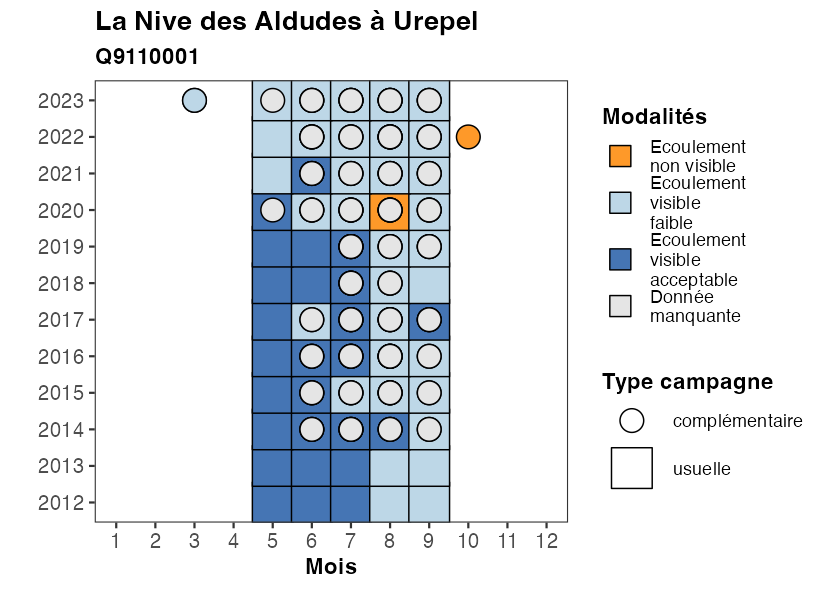 La Nive des Aldudes à Urepel
Q9110001
2023
2022
2021
2020
2019
2018
2017
2016
2015
2014
2013
2012
1 2 3 4 5 6 7 8 9 10 11 12
Mois
Modalités
Ecoulement
non visible
Ecoulement
visible
faible
Ecoulement
visible
acceptable
Donnée
manquante
Type campagne
complémentaire
usuelle